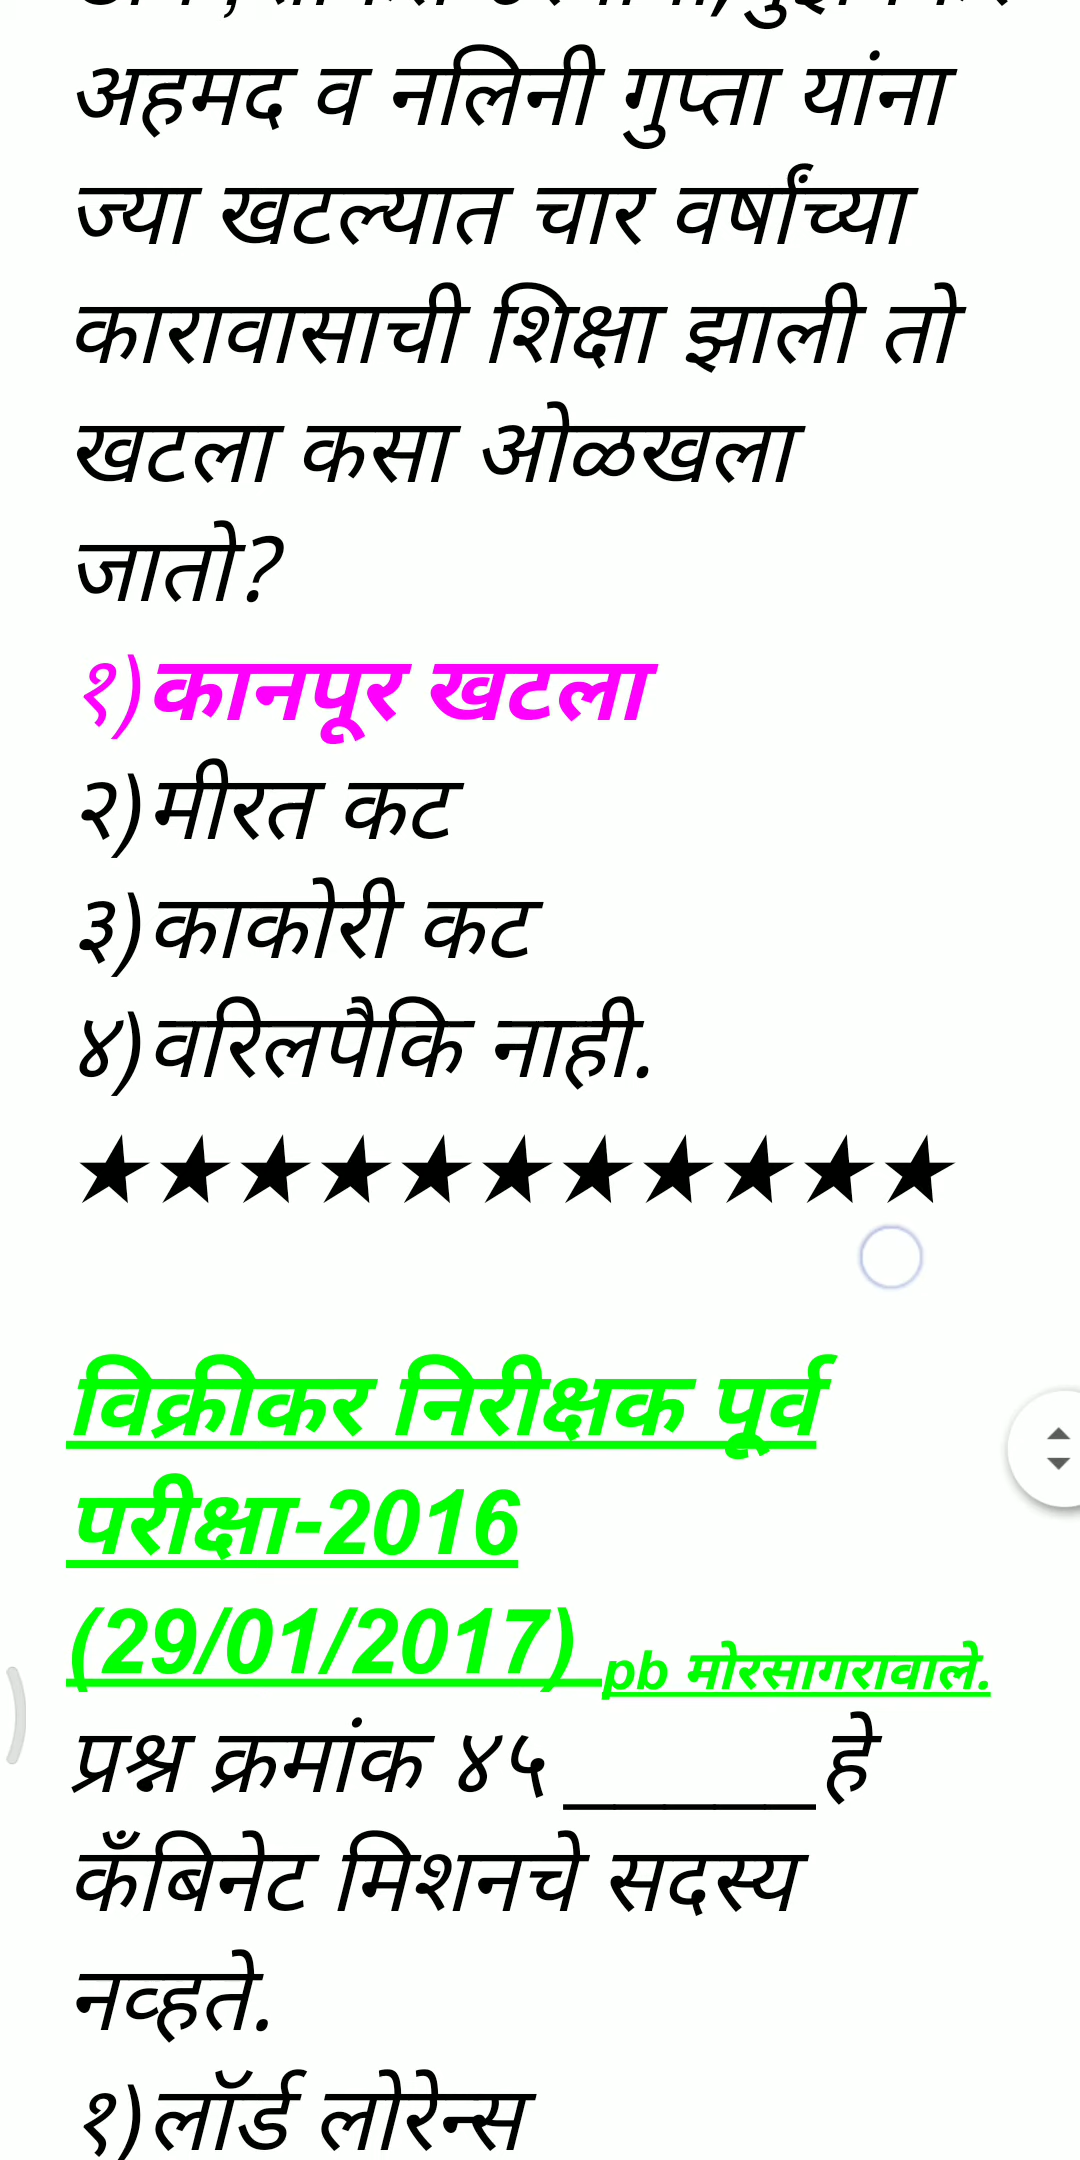 अहमद व नलिनी गुप्ता यांना
ज्या खटल्यात चार वर्षांच्या
कारावासाची शिक्षा झाली तो
खटला कसा ओळखला
जातो?
१)कानपूर खटला
२)मीरत कट
३)काकोरी कट
४)वरिलपैकि नाही.
★★★★★★★★★★★
विक्रीकर निरीक्षक पूर्व
परीक्षा-2016
(29/01/2017) pb मोरसागरावाले.
प्रश्न क्रमांक ४५______हे
कँबिनेट मिशनचे सदस्य
नव्हते.
१)लॉर्ड लोरेन्स